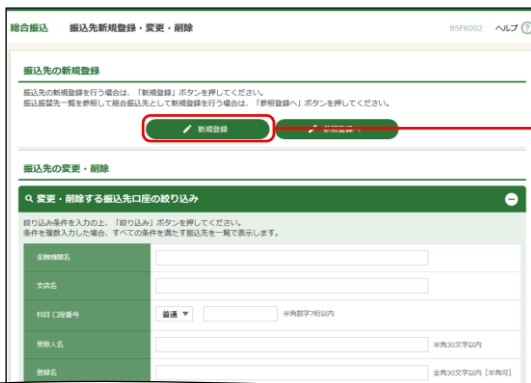 総合振込 振込先新規登録・変更・削除 BSFK002 ヘルプ ?
振込先の新規登録
振込先の新規登録を行う場合は、「新規登録」ボタンを押してください。
振込振替先一覧を参照して総合振込先として新規登録を行う場合は、「参照登録へ」ボタンを押してください。
新規登録
振込先の変更・削除
変更・削除する振込先口座の絞り込み
絞り込み条件を入力の上、「絞り込み」ボタンを押してください。
条件を複数入力した場合、すべての条件を満たす振込先を一覧で表示します。
金融機関名
支店名
科目 口座番号 普通 ▼ 半角数字7桁以内
受取人名 半角30文字以内
登録名 全角30文字以内 [半角可]